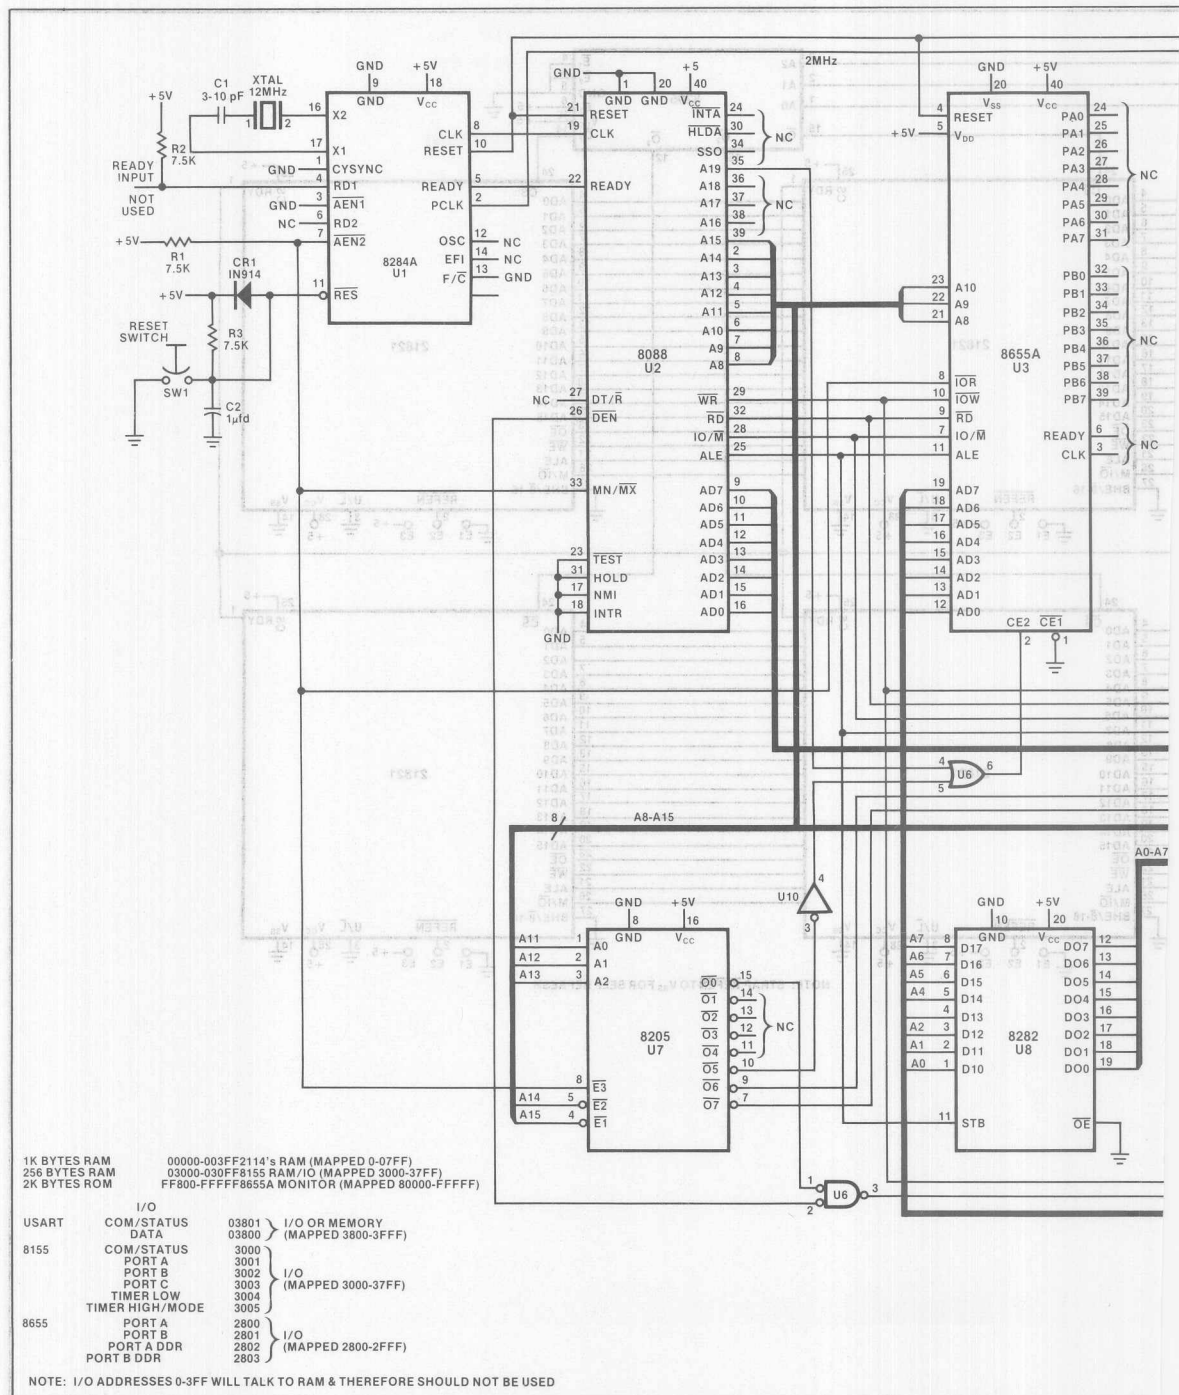 2MHz
GND
+5V
9
18
GND
VCC
8284A
U1
C1
3-10 pF
XTAL
12MHz
1
2
16 X2
17 X1
GND 1 CYSYNC
+5V
R2
7.5K
READY
INPUT
NOT
USED
4 RD1
GND 3 AEN1
NC 6 RD2
7 AEN2
+5V
R1
7.5K
CR1
IN914
+5V
11 RES
R3
7.5K
RESET
SWITCH
SW1
C2
1µfd
CLK 8
RESET 10
READY 5
PCLK 2
OSC 12 NC
EFI 14 NC
F/C 13 GND
GND
1
20
+5
40
GND
GND
VCC
21 RESET
19 CLK
22 READY
8088
U2
NC 27 DT/R
26 DEN
33 MN/MX
23 TEST
31 HOLD
17 NMI
18 INTR
GND
INTA 24
HLDA 30
SSO 34
NC
A19 35
A18 36
A17 37
A16 38
NC
A15 39
A14 2
A13 3
A12 4
A11 5
A10 6
A9 7
A8 8
WR 29
RD 32
IO/M 28
ALE 25
AD7 9
AD6 10
AD5 11
AD4 12
AD3 13
AD2 14
AD1 15
AD0 16
GND
+5V
20
40
VSS
VCC
4 RESET
+5V 5 VDD
23 A10
22 A9
21 A8
8655A
U3
8 IOR
10 IOW
9 RD
7 IO/M
11 ALE
19 AD7
18 AD6
17 AD5
16 AD4
15 AD3
14 AD2
13 AD1
12 AD0
PA0 24
PA1 25
PA2 26
PA3 27
PA4 28
PA5 29
PA6 30
PA7 31
NC
PB0 32
PB1 33
PB2 34
PB3 35
PB4 36
PB5 37
PB6 38
PB7 39
NC
READY 6
CLK 3
NC
CE2 CE1
2
1
4
5
U6
6
8
A8-A15
A0-A7
U10
4
3
GND
+5V
8
16
GND
VCC
A11 1 A0
A12 2 A1
A13 3 A2
8205
U7
8 E3
A14 5 E2
A15 4 E1
O0 15
O1 14
O2 13
O3 12
O4 11
NC
O5 10
O6 9
O7 7
GND
+5V
10
20
GND
VCC
A7 8 D17
A6 7 D16
A5 6 D15
A4 5 D14
4 D13
A2 3 D12
A1 2 D11
A0 1 D10
8282
U8
DO7 12
DO6 13
DO5 14
DO4 15
DO3 16
DO2 17
DO1 18
DO0 19
11 STB
OE
1
2
U6
3
1K BYTES RAM 00000-003FF2114's RAM (MAPPED 0-07FF)
256 BYTES RAM 03000-030FF8155 RAM/IO (MAPPED 3000-37FF)
2K BYTES ROM FF800-FFFFF8655A MONITOR (MAPPED 80000-FFFFF)
I/O
USART COM/STATUS 03801 I/O OR MEMORY
DATA 03800 (MAPPED 3800-3FFF)
8155 COM/STATUS 3000
PORT A 3001
PORT B 3002 I/O
PORT C 3003 (MAPPED 3000-37FF)
TIMER LOW 3004
TIMER HIGH/MODE 3005
8655 PORT A 2800
PORT B 2801 I/O
PORT A DDR 2802 (MAPPED 2800-2FFF)
PORT B DDR 2803
NOTE: I/O ADDRESSES 0-3FF WILL TALK TO RAM & THEREFORE SHOULD NOT BE USED